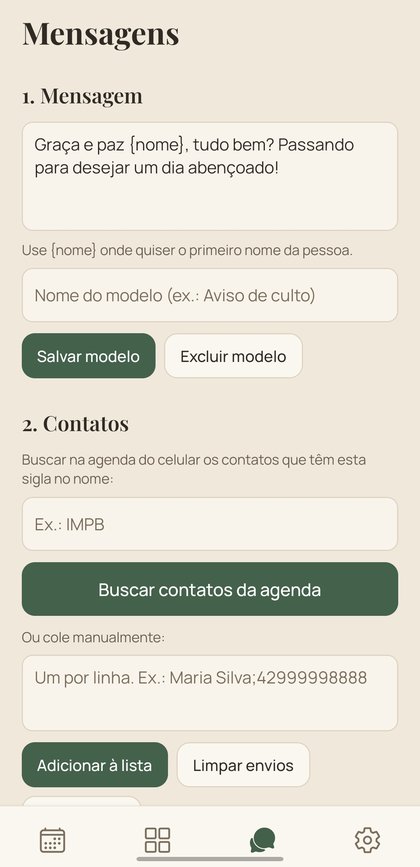 Mensagens
1. Mensagem
Graça e paz {nome}, tudo bem? Passando
para desejar um dia abençoado!
Use {nome} onde quiser o primeiro nome da pessoa.
Nome do modelo (ex.: Aviso de culto)
Salvar modelo
Excluir modelo
2. Contatos
Buscar na agenda do celular os contatos que têm esta
sigla no nome:
Ex.: IMPB
Buscar contatos da agenda
Ou cole manualmente:
Um por linha. Ex.: Maria Silva;42999998888
Adicionar à lista
Limpar envios